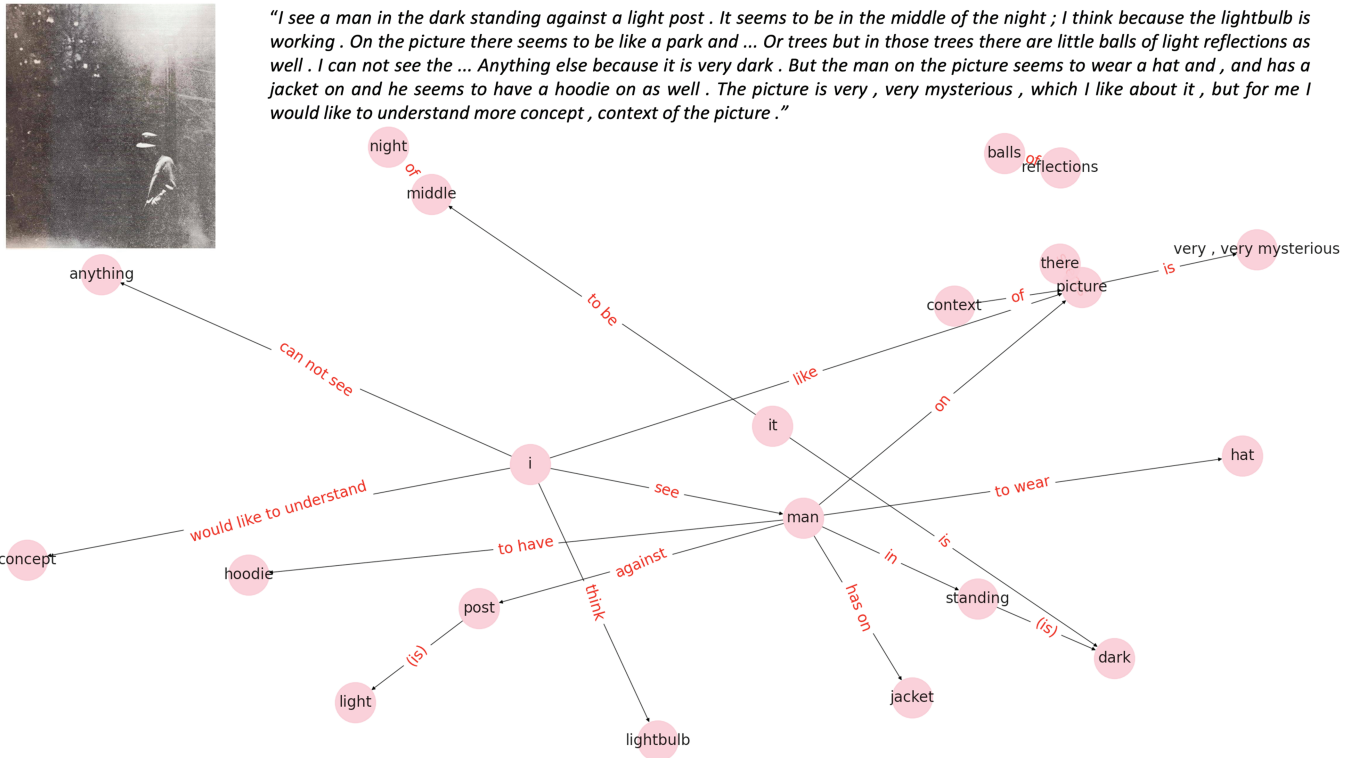 “I see a man in the dark standing against a light post . It seems to be in the middle of the night ; I think because the lightbulb is
working . On the picture there seems to be like a park and ... Or trees but in those trees there are little balls of light reflections as
well . I can not see the ... Anything else because it is very dark . But the man on the picture seems to wear a hat and , and has a
jacket on and he seems to have a hoodie on as well . The picture is very , very mysterious , which I like about it , but for me I
would like to understand more concept , context of the picture .”
night
of
middle
balls
of
reflections
anything
there
very , very mysterious
is
picture
of
context
to be
can not see
like
it
on
i
hat
see
to wear
would like to understand
man
concept
to have
hoodie
against
is
in
think
has on
post
standing
(is)
(is)
dark
light
jacket
lightbulb